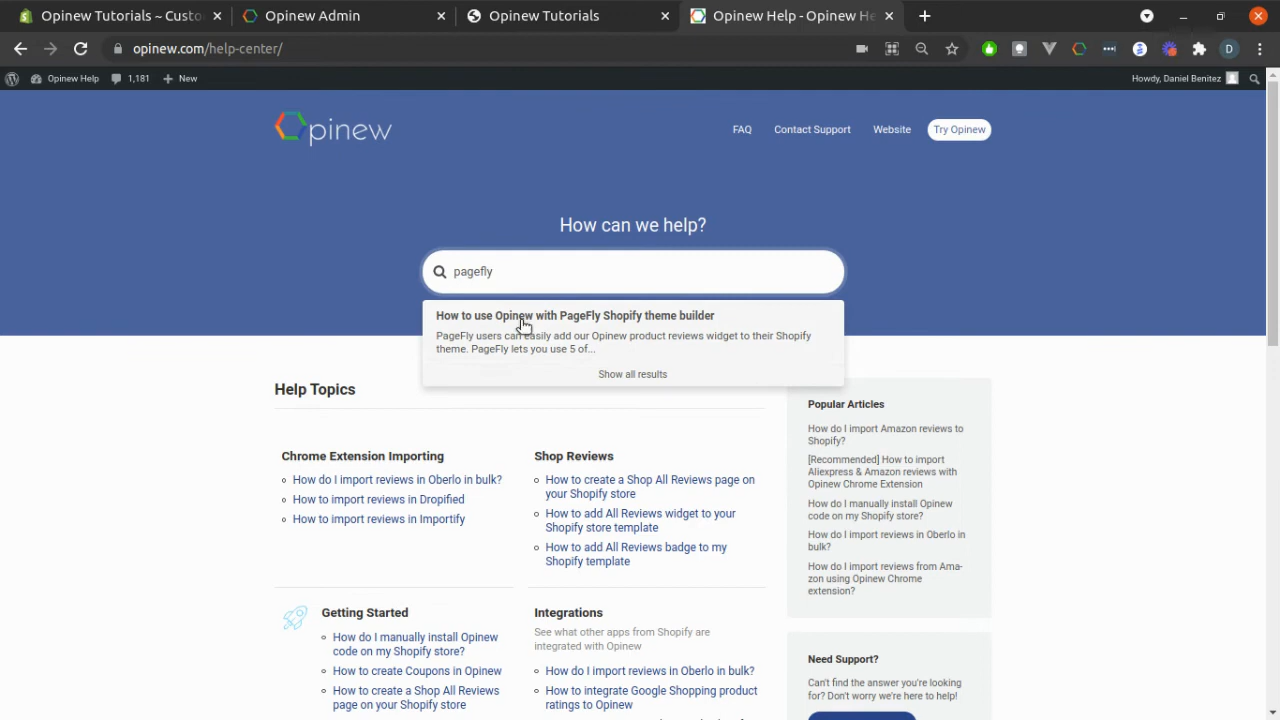 Opinew Tutorials ~ Custo
Opinew Admin
Opinew Tutorials
Opinew Help - Opinew He
opinew.com/help-center/
D
Opinew Help
1,181
New
Howdy, Daniel Benitez
pinew
FAQ
Contact Support
Website
Try Opinew
How can we help?
pagefly
How to use Opinew with PageFly Shopify theme builder
PageFly users can easily add our Opinew product reviews widget to their Shopify
theme. PageFly lets you use 5 of...
Show all results
Help Topics
Chrome Extension Importing
How do I import reviews in Oberlo in bulk?
How to import reviews in Dropified
How to import reviews in Importify
Shop Reviews
How to create a Shop All Reviews page on
your Shopify store
How to add All Reviews widget to your
Shopify store template
How to add All Reviews badge to my
Shopify template
Getting Started
How do I manually install Opinew
code on my Shopify store?
How to create Coupons in Opinew
How to create a Shop All Reviews
page on your Shopify store
Integrations
See what other apps from Shopify are
integrated with Opinew
How do I import reviews in Oberlo in bulk?
How to integrate Google Shopping product
ratings to Opinew
Popular Articles
How do I import Amazon reviews to
Shopify?
[Recommended] How to import
Aliexpress & Amazon reviews with
Opinew Chrome Extension
How do I manually install Opinew
code on my Shopify store?
How do I import reviews in Oberlo in
bulk?
How do I import reviews from Ama-
zon using Opinew Chrome
extension?
Need Support?
Can't find the answer you're looking
for? Don't worry we're here to help!